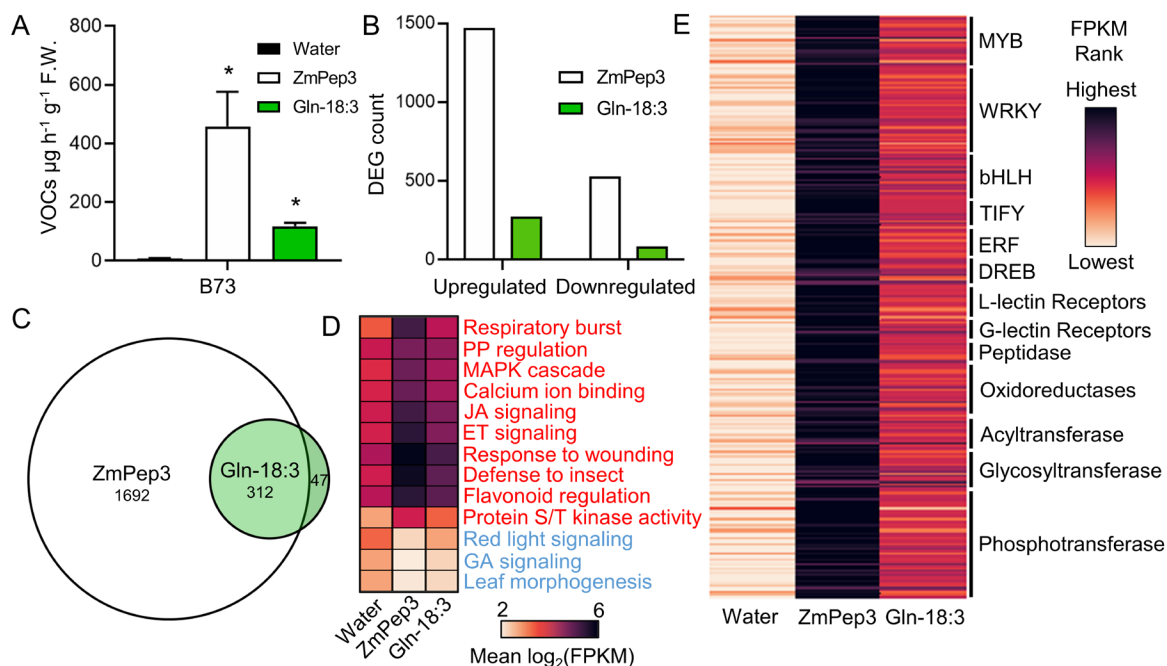 A
VOCs µg h⁻¹ g⁻¹ F.W.
800
600
400
200
0
*
*
Water
ZmPep3
Gln-18:3
B73
B
DEG count
1500
1000
500
0
ZmPep3
Gln-18:3
Upregulated
Downregulated
C
ZmPep3
1692
Gln-18:3
312
47
D
Respiratory burst
PP regulation
MAPK cascade
Calcium ion binding
JA signaling
ET signaling
Response to wounding
Defense to insect
Flavonoid regulation
Protein S/T kinase activity
Red light signaling
GA signaling
Leaf morphogenesis
Water
ZmPep3
Gln-18:3
2
6
Mean log₂(FPKM)
E
MYB
WRKY
bHLH
TIFY
ERF
DREB
L-lectin Receptors
G-lectin Receptors
Peptidase
Oxidoreductases
Acyltransferase
Glycosyltransferase
Phosphotransferase
Water
ZmPep3
Gln-18:3
FPKM
Rank
Highest
Lowest